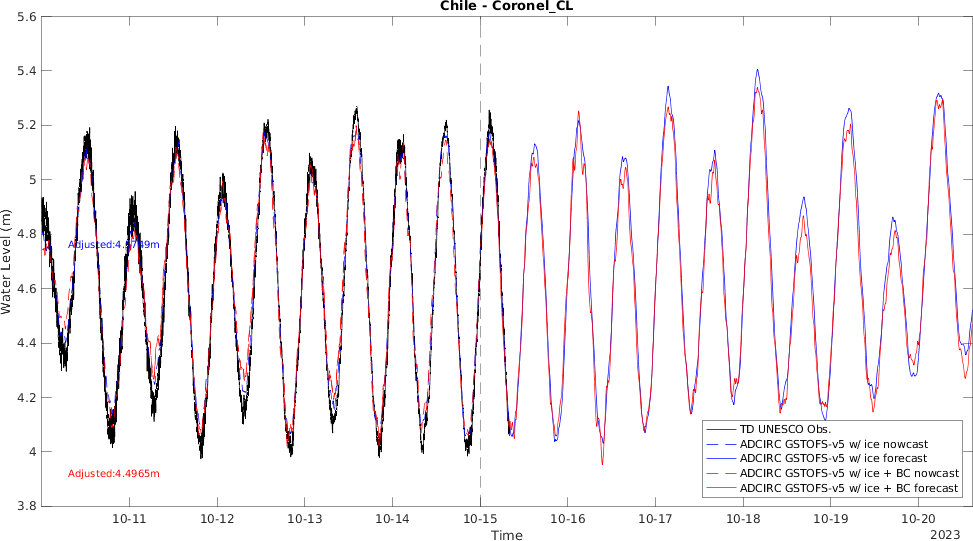 Chile - Coronel_CL
5.6
5.4
5.2
5
4.8
4.6
4.4
4.2
4
3.8
Water Level (m)
Adjusted:4.5749m
Adjusted:4.4965m
TD UNESCO Obs.
ADCIRC GSTOFS-v5 w/ ice nowcast
ADCIRC GSTOFS-v5 w/ ice forecast
ADCIRC GSTOFS-v5 w/ ice + BC nowcast
ADCIRC GSTOFS-v5 w/ ice + BC forecast
10-11
10-12
10-13
10-14
10-15
10-16
10-17
10-18
10-19
10-20
Time
2023